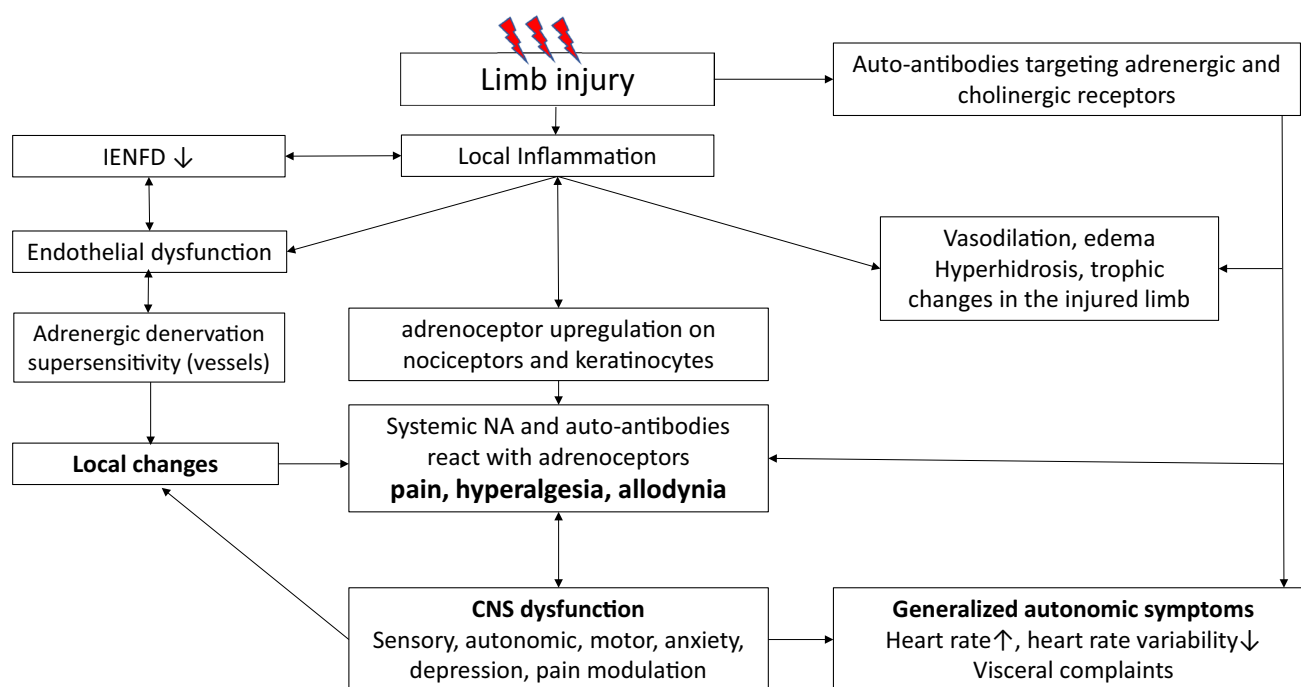 Limb injury
Auto-antibodies targeting adrenergic and
cholinergic receptors
IENFD ↓
Local Inflammation
Endothelial dysfunction
Vasodilation, edema
Hyperhidrosis, trophic
changes in the injured limb
Adrenergic denervation
supersensitivity (vessels)
adrenoceptor upregulation on
nociceptors and keratinocytes
Local changes
Systemic NA and auto-antibodies
react with adrenoceptors
pain, hyperalgesia, allodynia
CNS dysfunction
Sensory, autonomic, motor, anxiety,
depression, pain modulation
Generalized autonomic symptoms
Heart rate↑, heart rate variability↓
Visceral complaints